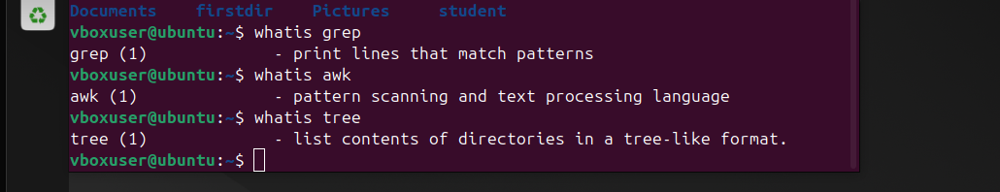 Documents firstdir Pictures student
vboxuser@ubuntu:~$ whatis grep
grep (1) - print lines that match patterns
vboxuser@ubuntu:~$ whatis awk
awk (1) - pattern scanning and text processing language
vboxuser@ubuntu:~$ whatis tree
tree (1) - list contents of directories in a tree-like format.
vboxuser@ubuntu:~$